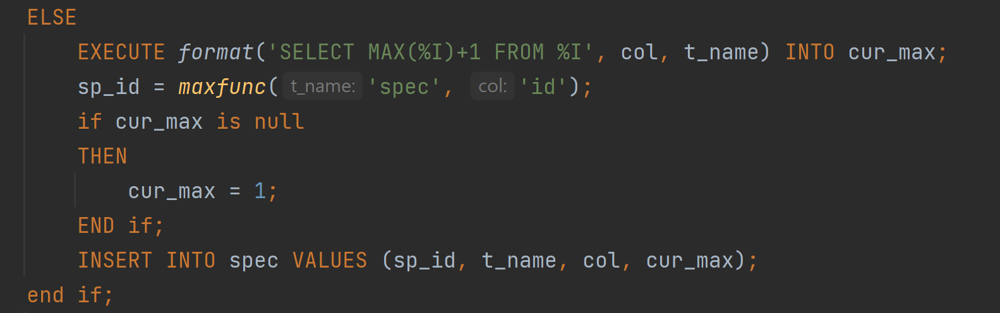 ELSE
EXECUTE format('SELECT MAX(%I)+1 FROM %I', col, t_name) INTO cur_max;
sp_id = maxfunc( t_name: 'spec', col: 'id');
if cur_max is null
THEN
cur_max = 1;
END if;
INSERT INTO spec VALUES (sp_id, t_name, col, cur_max);
end if;